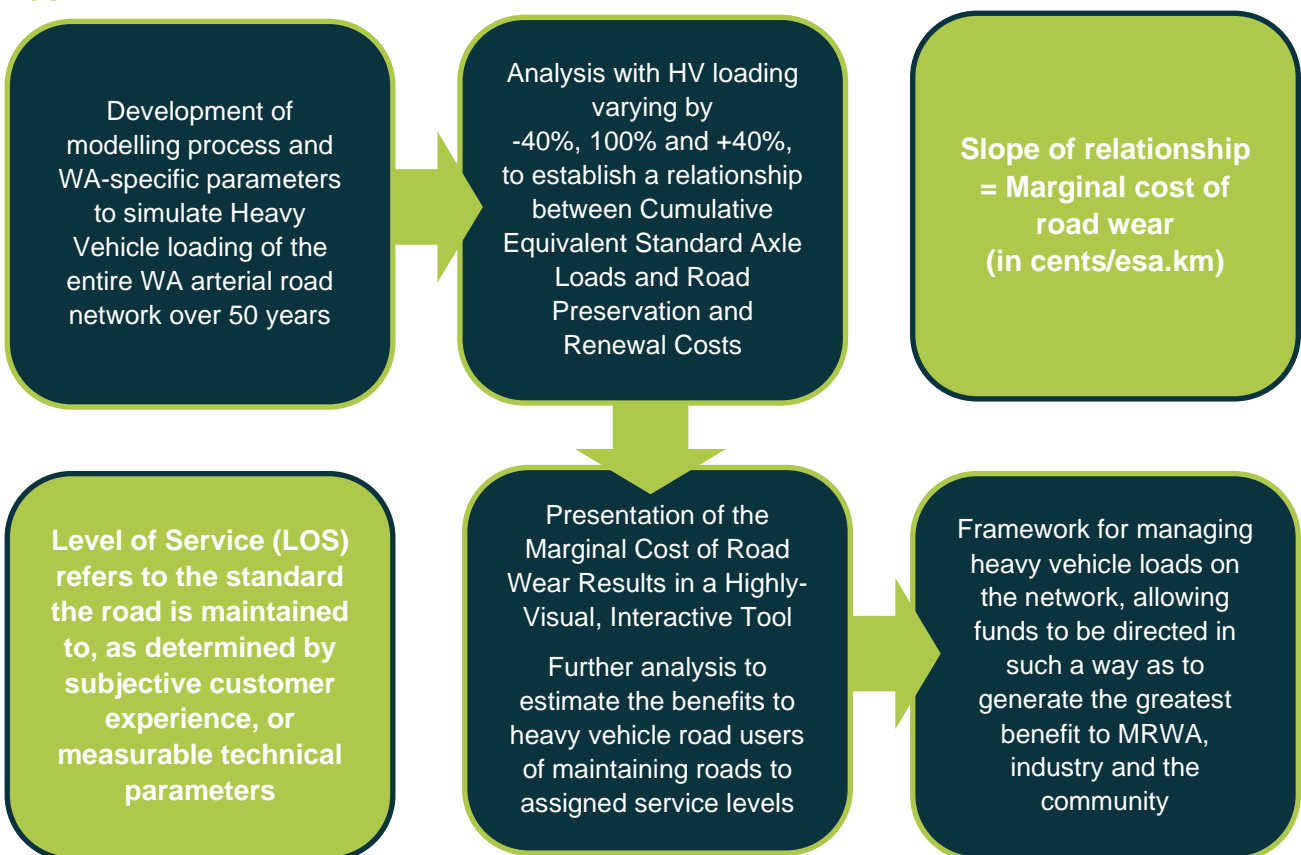 Development of
modelling process and
WA-specific parameters
to simulate Heavy
Vehicle loading of the
entire WA arterial road
network over 50 years
Analysis with HV loading
varying by
-40%, 100% and +40%,
to establish a relationship
between Cumulative
Equivalent Standard Axle
Loads and Road
Preservation and
Renewal Costs
Slope of relationship
= Marginal cost of
road wear
(in cents/esa.km)
Level of Service (LOS)
refers to the standard
the road is maintained
to, as determined by
subjective customer
experience, or
measurable technical
parameters
Presentation of the
Marginal Cost of Road
Wear Results in a Highly-
Visual, Interactive Tool
Further analysis to
estimate the benefits to
heavy vehicle road users
of maintaining roads to
assigned service levels
Framework for managing
heavy vehicle loads on
the network, allowing
funds to be directed in
such a way as to
generate the greatest
benefit to MRWA,
industry and the
community